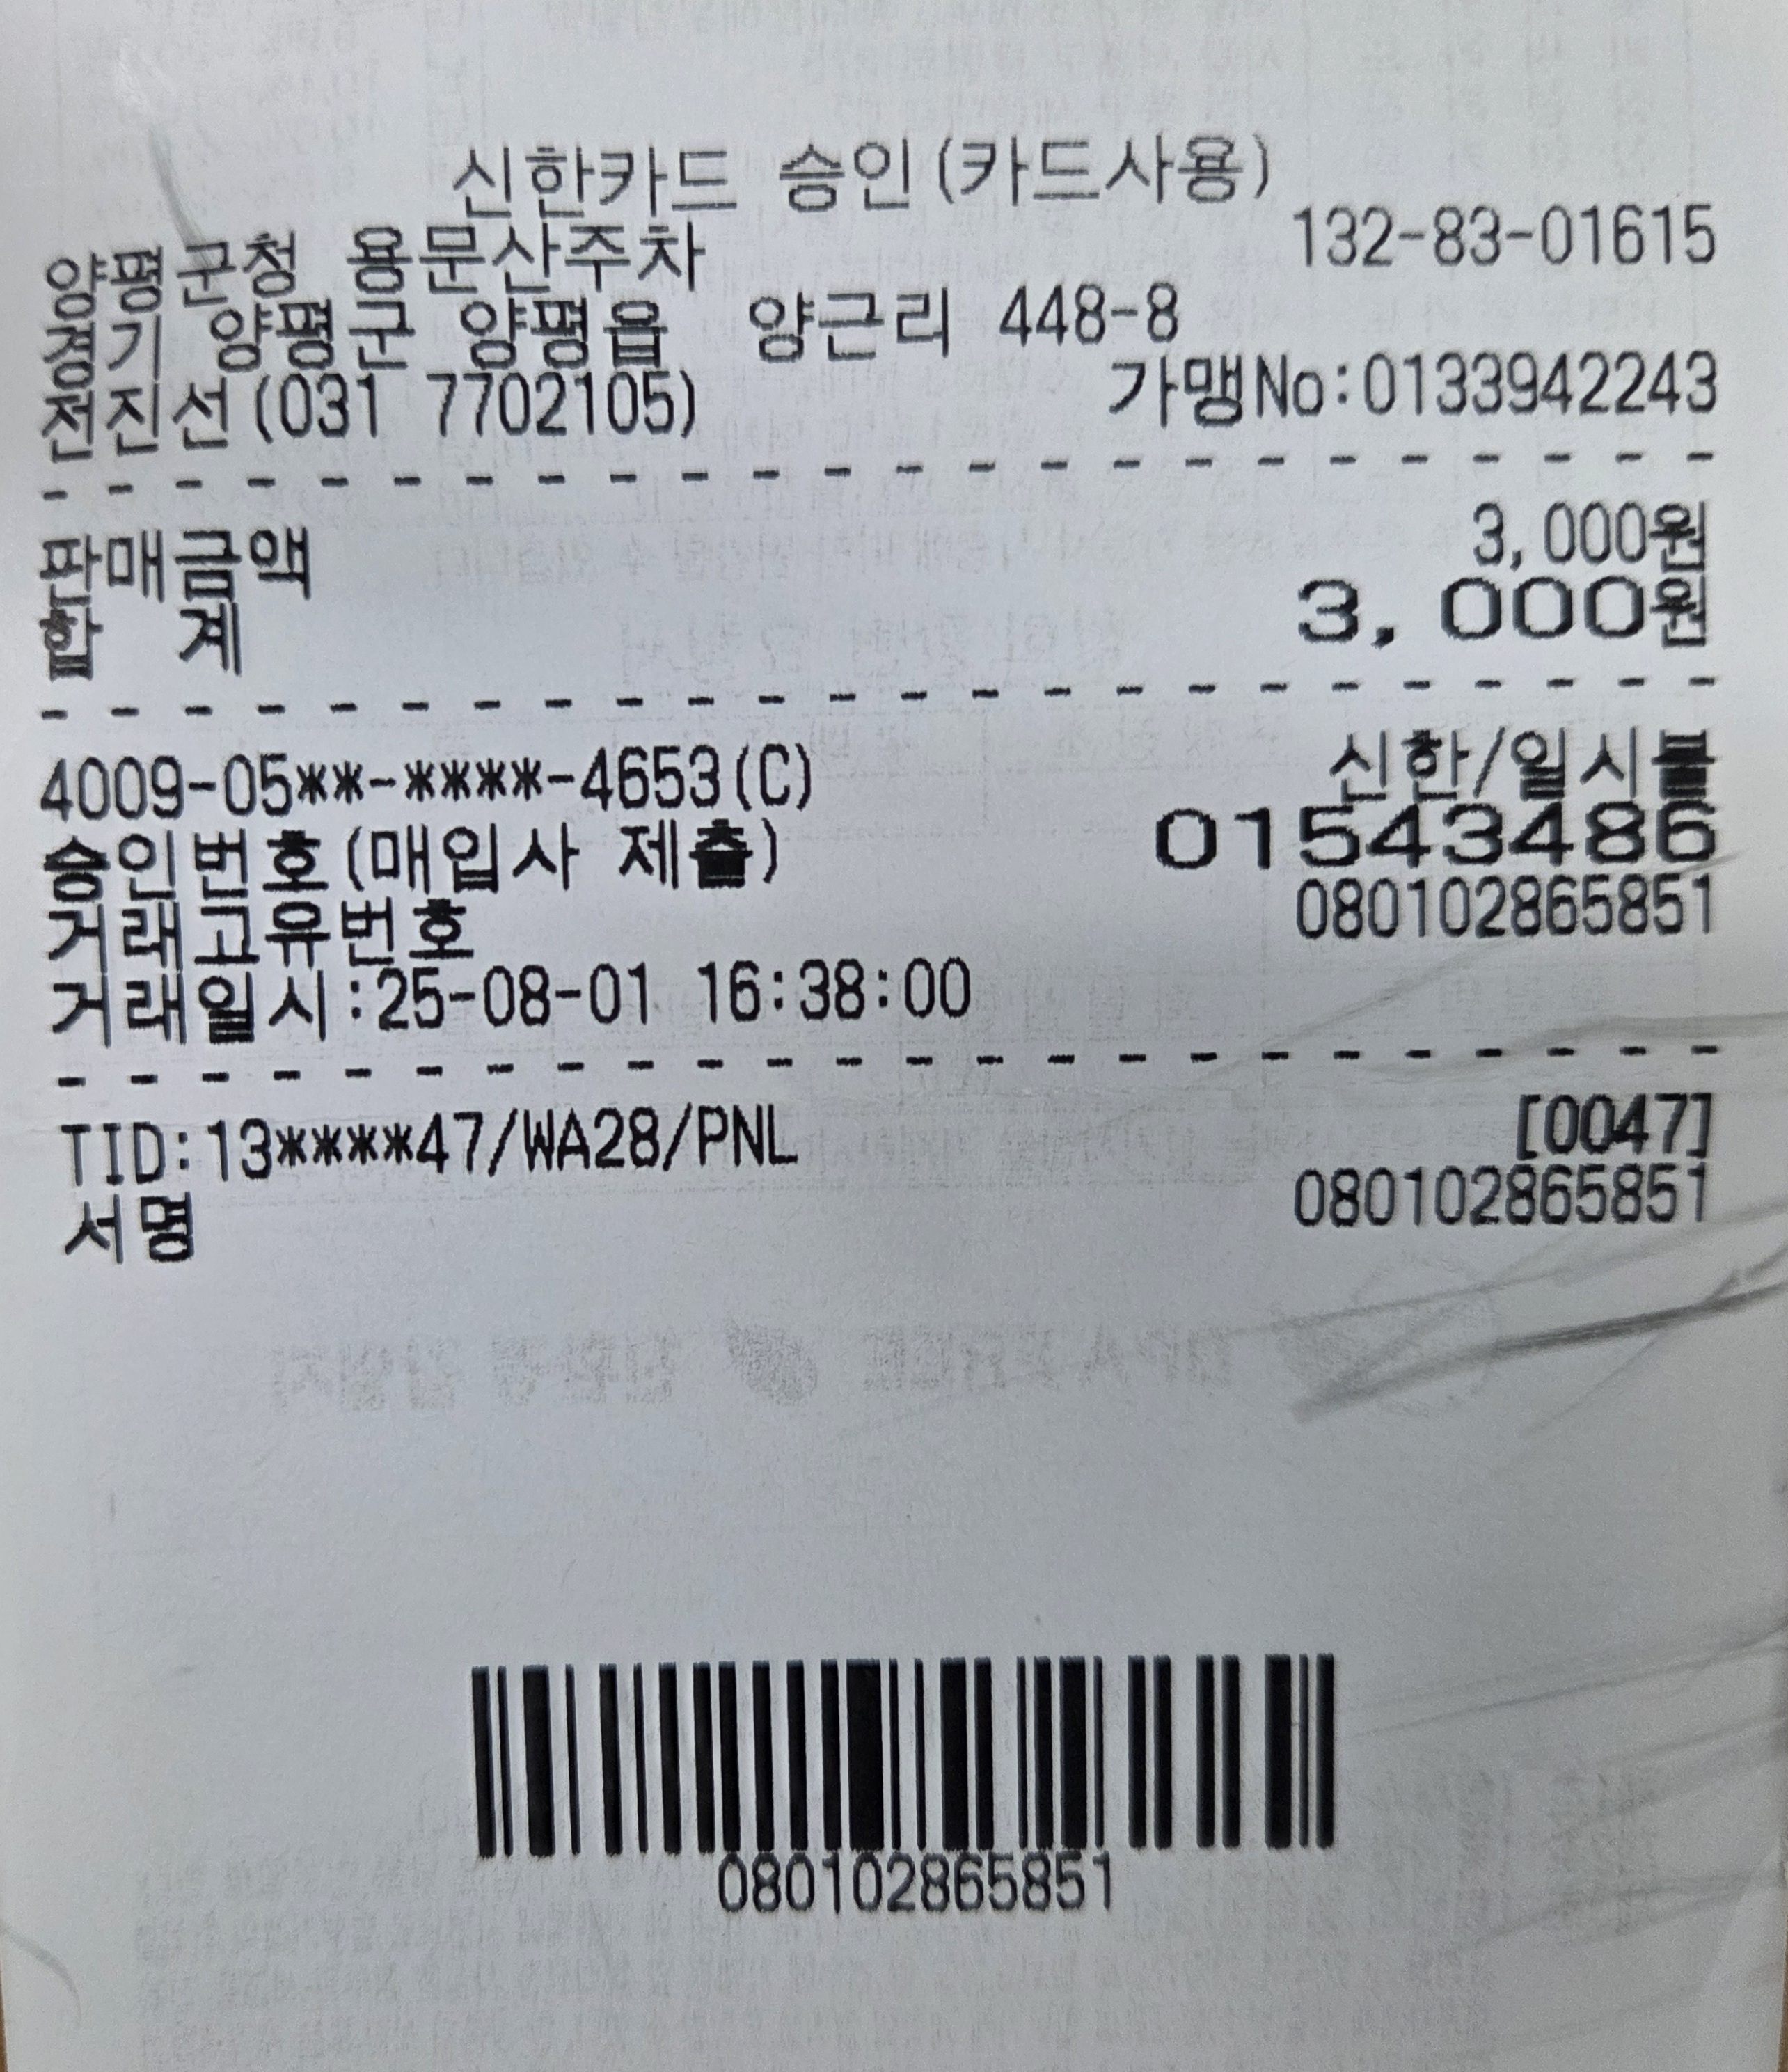 신한카드 승인(카드사용)
양평군청 용문산주차 132-83-01615
경기 양평군 양평읍 양근리 448-8
전진선(031 7702105) 가맹No:0133942243
판매금액 3,000원
합 계 3,000원
4009-05**-****-4653(C) 신한/일시불
승인번호(매입사 제출) 01543486
거래고유번호 080102865851
거래일시:25-08-01 16:38:00
TID:13****47/WA28/PNL [0047]
서명 080102865851
080102865851